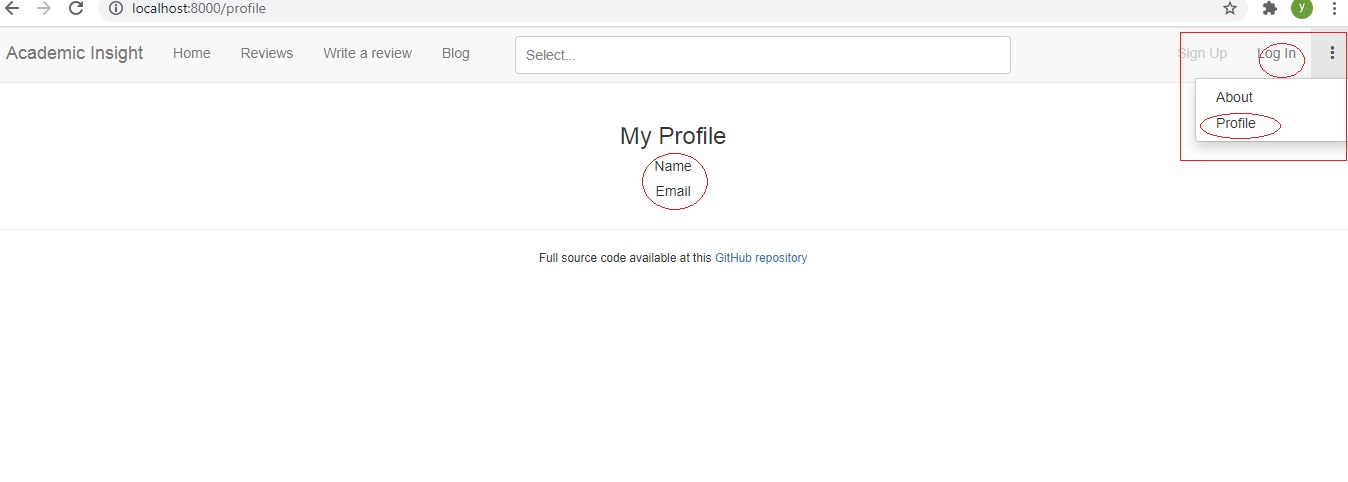 localhost:8000/profile
y
Academic Insight Home Reviews Write a review Blog Select... Sign Up Log In
About
Profile
My Profile
Name
Email
Full source code available at this GitHub repository